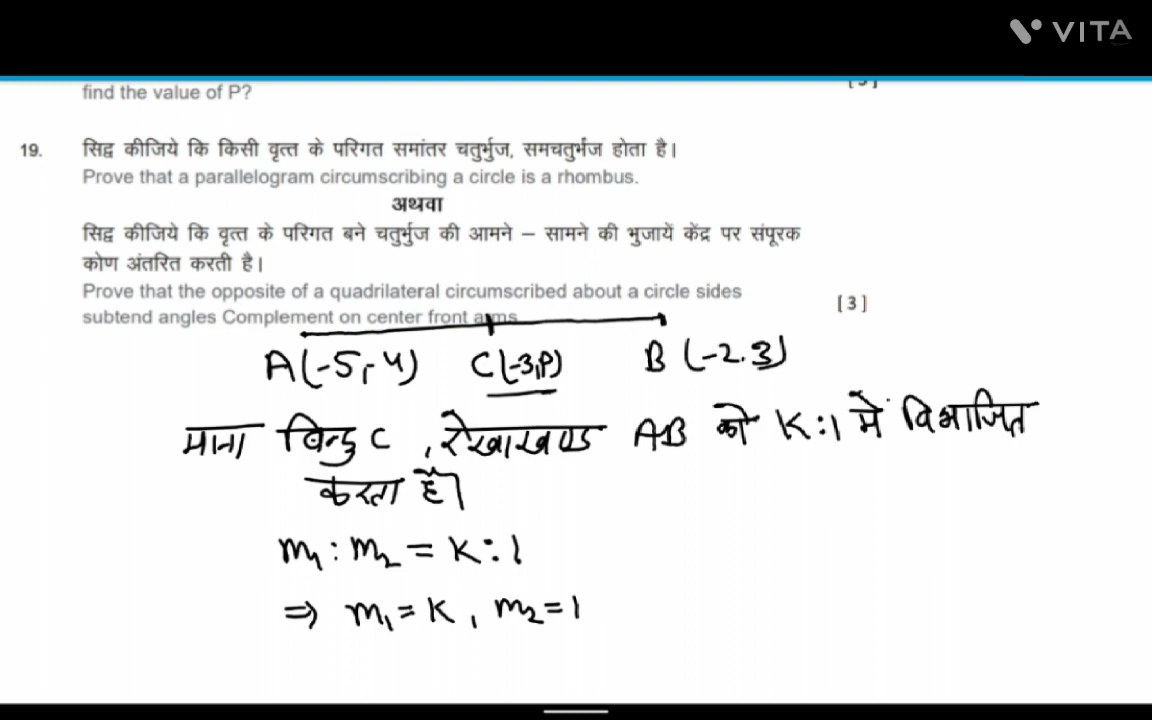 VITA
find the value of P?
19. सिद्व कीजिये कि किसी वृत्त के परिगत समांतर चतुर्भुज, समचतुर्भज होता है।
Prove that a parallelogram circumscribing a circle is a rhombus.
अथवा
सिद्व कीजिये कि वृत्त के परिगत बने चतुर्भुज की आमने – सामने की भुजायें केंद्र पर संपूरक
कोण अंतरित करती है।
Prove that the opposite of a quadrilateral circumscribed about a circle sides [3]
subtend angles Complement on center front arms
A(-5,-4) C(-3,P) B(-2.3)
माना बिन्दु C , रेखाखण्ड AB को K:1 में विभाजित
करता हैं।
m₁ : m₂ = K:1
⇒ m₁ = K, m₂ = 1